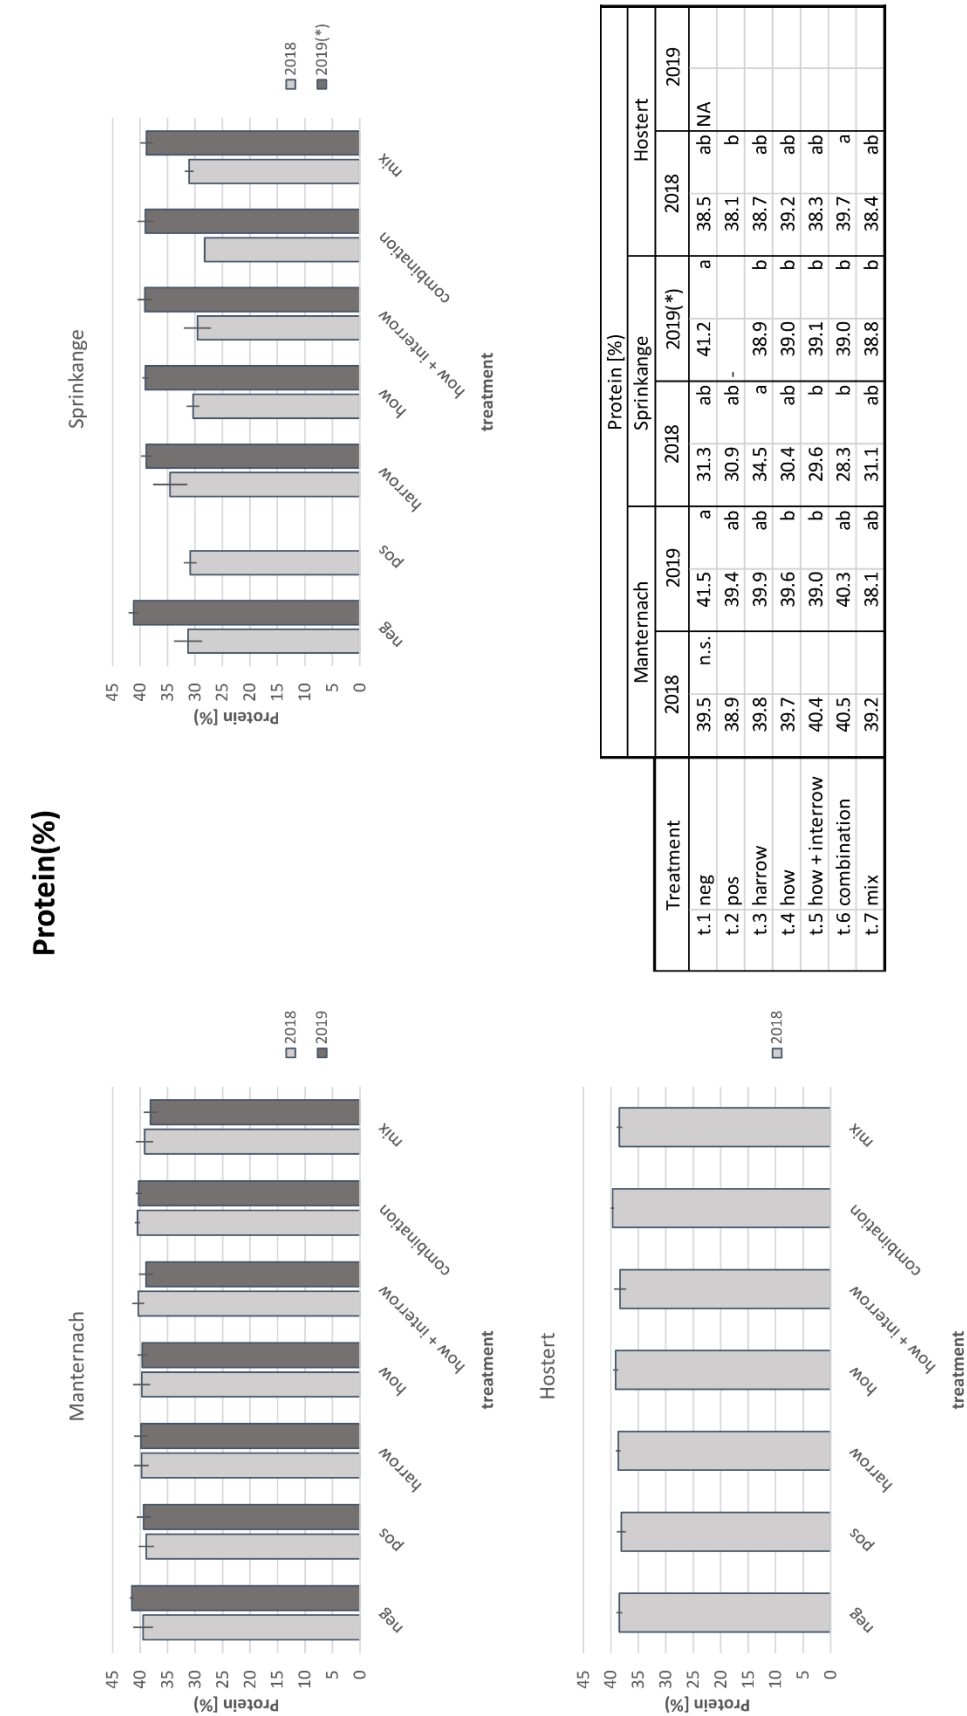 Protein(%)
Manternach
Protein [%]
45
40
35
30
25
20
15
10
5
0
neg pos harrow how how + interrow combination mix
treatment
2018
2019
Sprinkange
Protein [%]
45
40
35
30
25
20
15
10
5
0
neg pos harrow how how + interrow combination mix
treatment
2018
2019(*)
Hostert
Protein [%]
45
40
35
30
25
20
15
10
5
0
neg pos harrow how how + interrow combination mix
treatment
2018
Protein [%]
Treatment Manternach Sprinkange Hostert
2018 2019 2018 2019(*) 2018 2019
t.1 neg 39.5 n.s. 41.5 a 31.3 ab 41.2 a 38.5 ab NA
t.2 pos 38.9 39.4 ab 30.9 ab - 38.1 b
t.3 harrow 39.8 39.9 ab 34.5 a 38.9 b 38.7 ab
t.4 how 39.7 39.6 b 30.4 ab 39.0 b 39.2 ab
t.5 how + interrow 40.4 39.0 b 29.6 b 39.1 b 38.3 ab
t.6 combination 40.5 40.3 ab 28.3 b 39.0 b 39.7 a
t.7 mix 39.2 38.1 ab 31.1 ab 38.8 b 38.4 ab